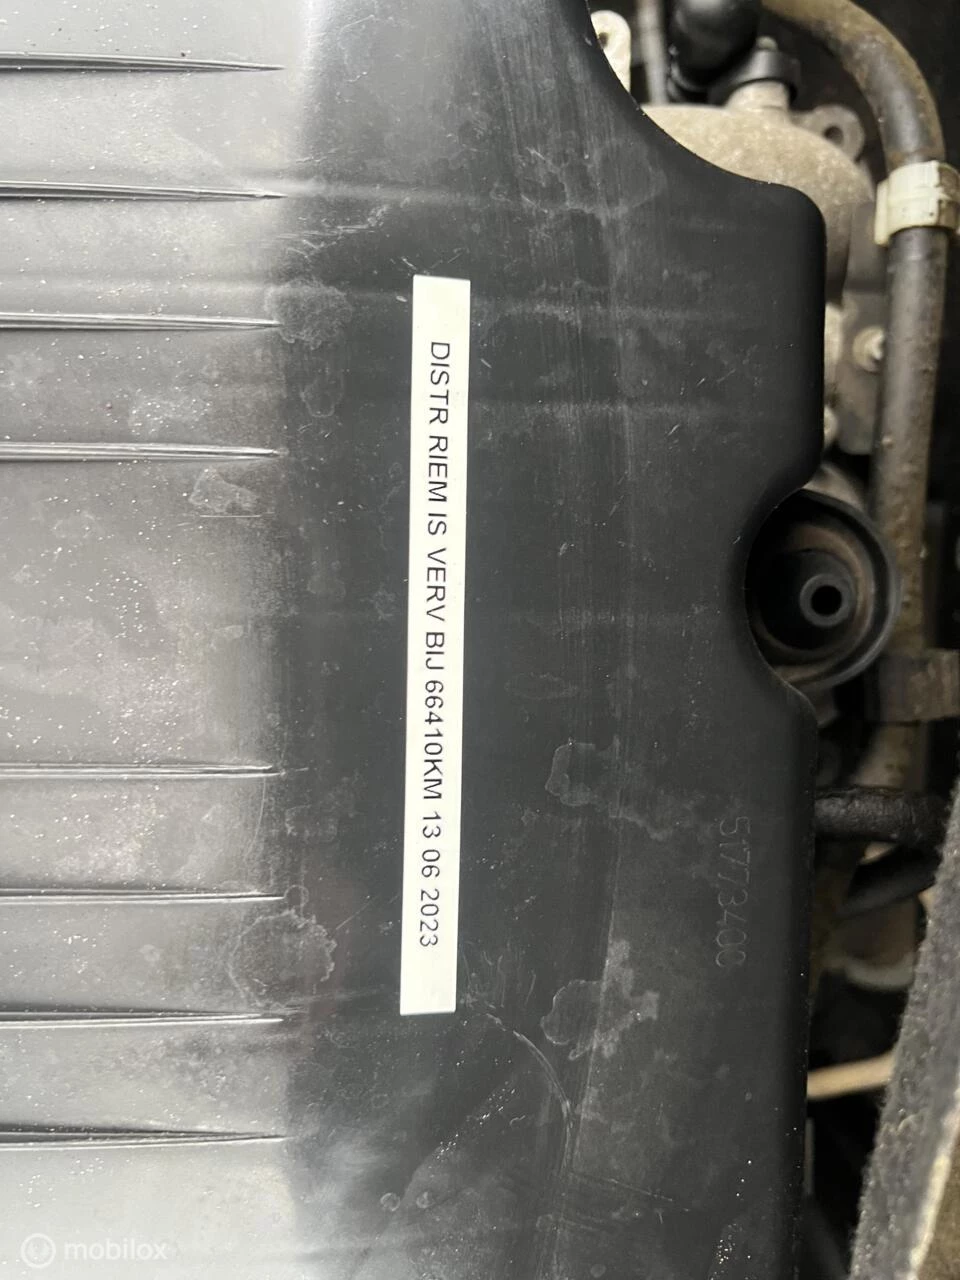 DISTR RIEM IS VERV BIJ 66410KM 13 06 2023
51773400
mobilox